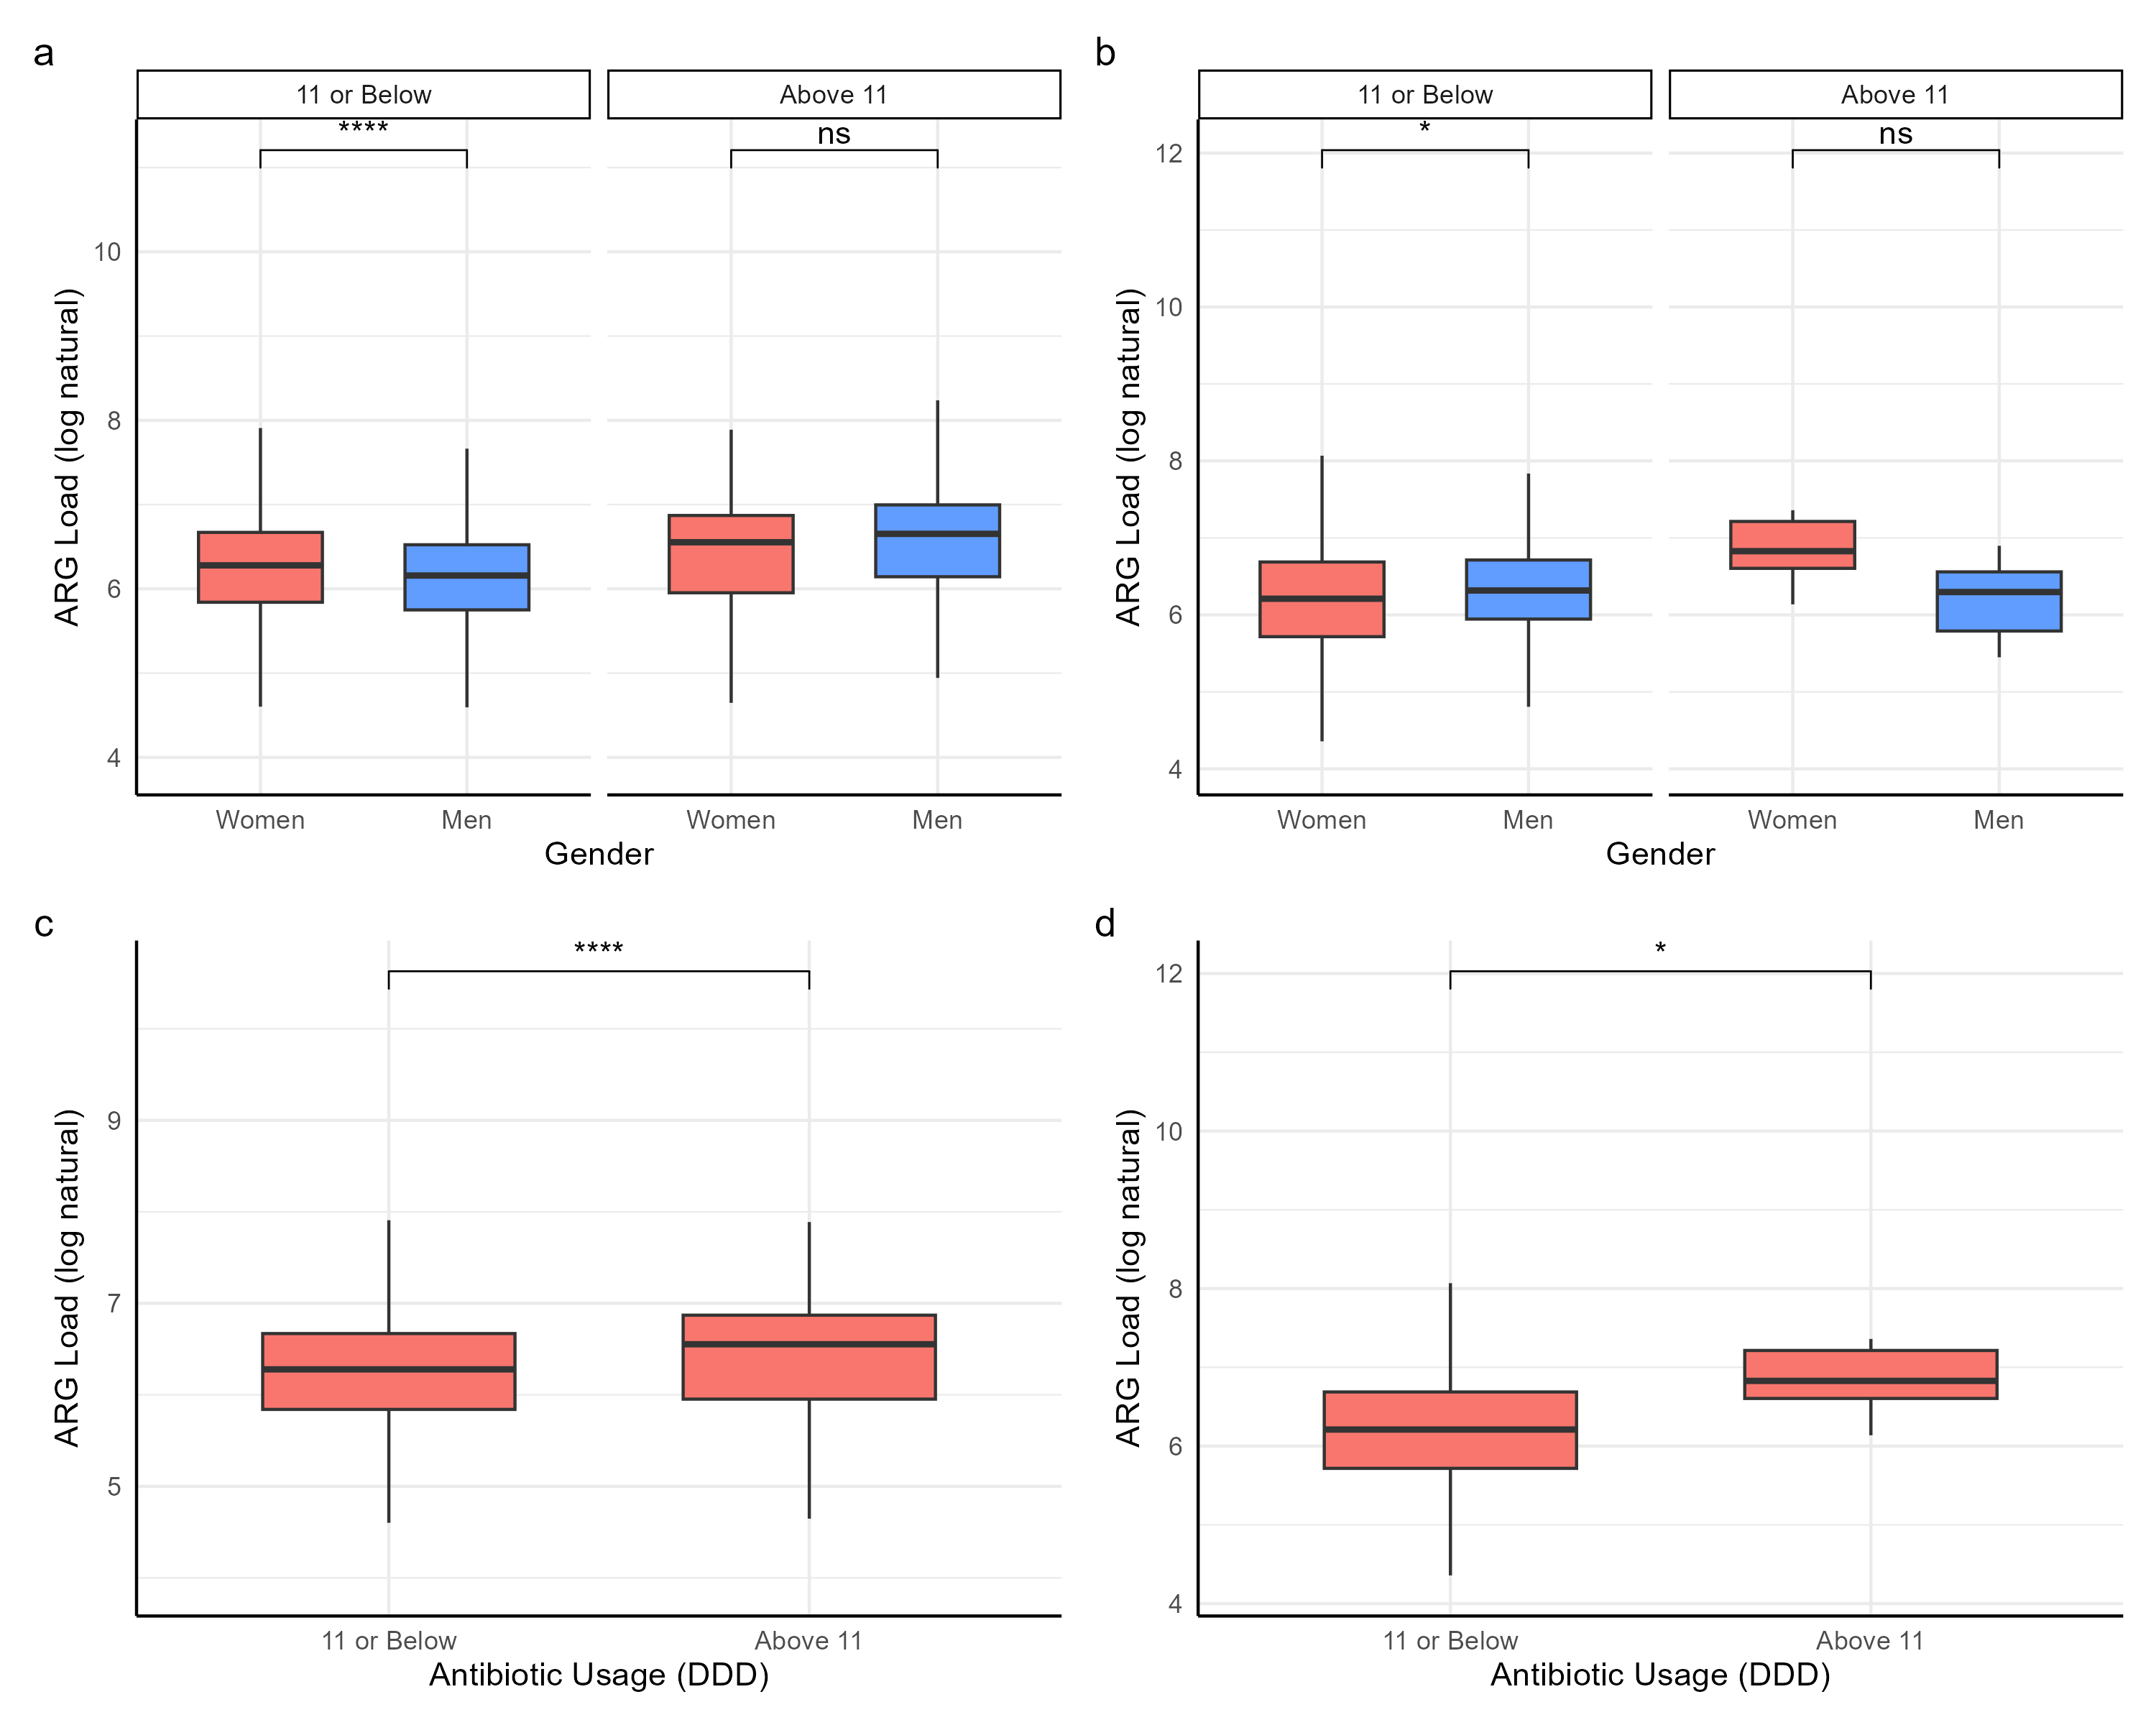 a
11 or Below
Above 11
****
ns
10
8
6
4
ARG Load (log natural)
Women
Men
Women
Men
Gender
b
11 or Below
Above 11
*
ns
12
10
8
6
4
ARG Load (log natural)
Women
Men
Women
Men
Gender
c
****
9
7
5
ARG Load (log natural)
11 or Below
Above 11
Antibiotic Usage (DDD)
d
*
12
10
8
6
4
ARG Load (log natural)
11 or Below
Above 11
Antibiotic Usage (DDD)